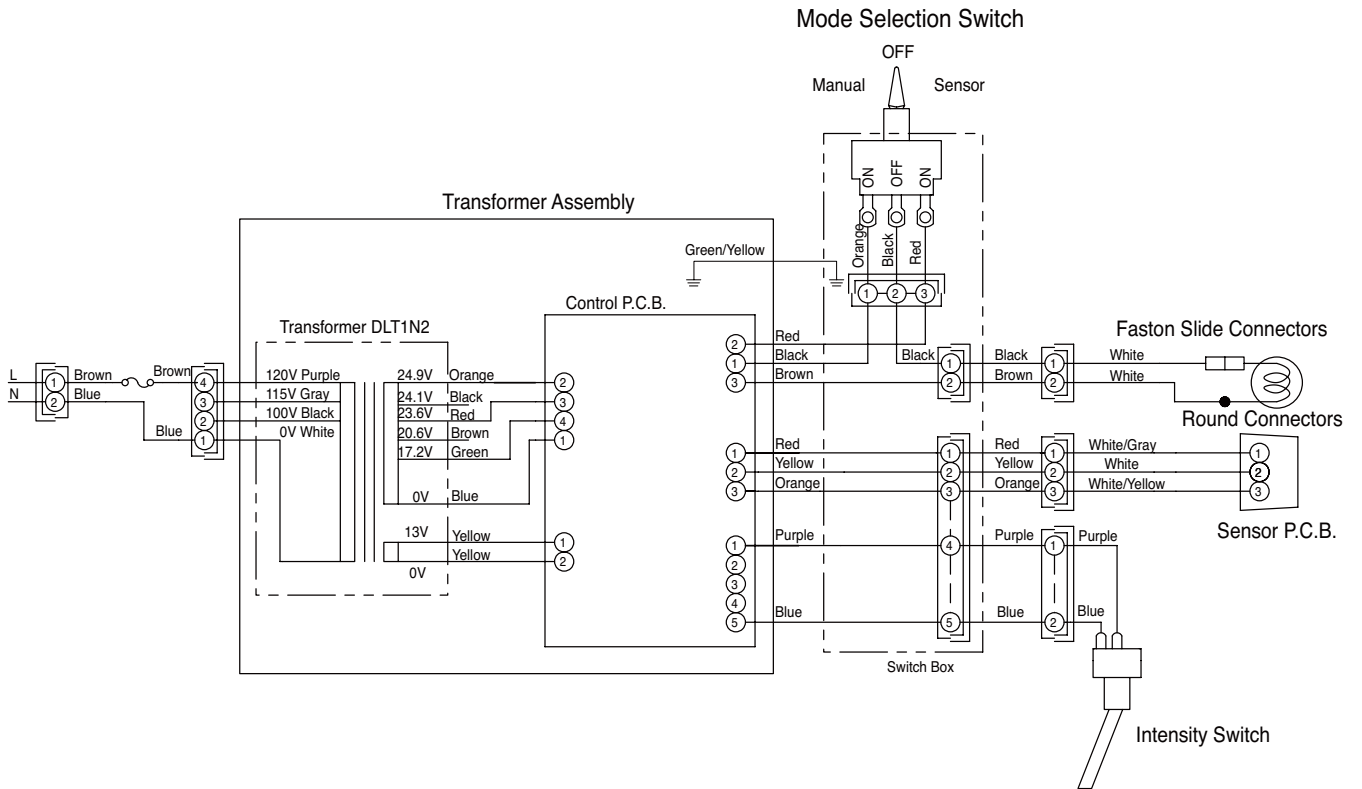 Mode Selection Switch
OFF
Manual Sensor
ON OFF ON
Orange Black Red
1 2 3
Transformer Assembly
Green/Yellow
Control P.C.B.
Transformer DLT1N2
Faston Slide Connectors
Round Connectors
L 1 Brown Brown 4 120V Purple
N 2 Blue 3 115V Gray
2 100V Black
Blue 1 0V White
24.9V Orange 2
24.1V Black 3
23.6V Red 4
20.6V Brown 1
17.2V Green
0V Blue
13V Yellow 1
Yellow 2
0V
2 Red
1 Black Black 1 Black 1 White
3 Brown 2 Brown 2 White
1 Red 1 Red 1 White/Gray 1
2 Yellow 2 Yellow 2 White 2
3 Orange 3 Orange 3 White/Yellow 3
Sensor P.C.B.
1 Purple 4 Purple 1 Purple
2
3
4
5 Blue 5 Blue 2 Blue
Switch Box
Intensity Switch